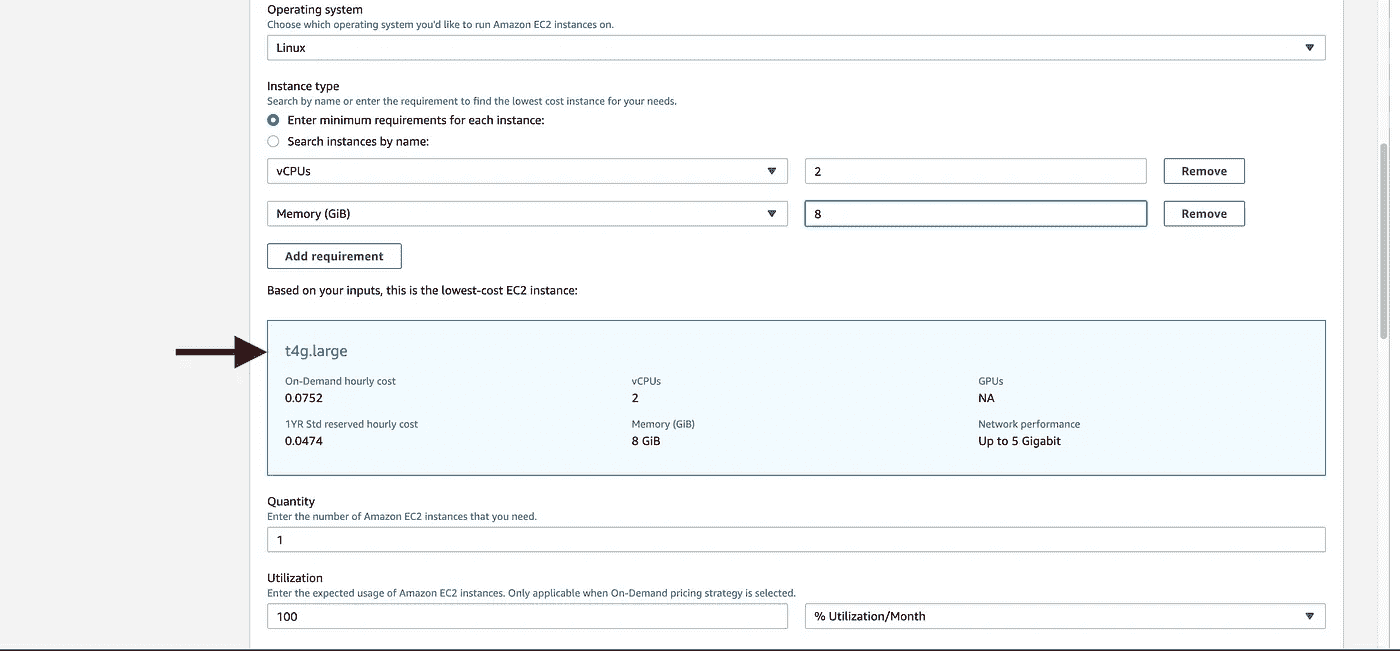 Operating system
Choose which operating system you'd like to run Amazon EC2 instances on.
Linux
Instance type
Search by name or enter the requirement to find the lowest cost instance for your needs.
Enter minimum requirements for each instance:
Search instances by name:
vCPUs 2 Remove
Memory (GiB) 8 Remove
Add requirement
Based on your inputs, this is the lowest-cost EC2 instance:
t4g.large
On-Demand hourly cost vCPUs GPUs
0.0752 2 NA
1YR Std reserved hourly cost Memory (GiB) Network performance
0.0474 8 GiB Up to 5 Gigabit
Quantity
Enter the number of Amazon EC2 instances that you need.
1
Utilization
Enter the expected usage of Amazon EC2 instances. Only applicable when On-Demand pricing strategy is selected.
100 % Utilization/Month